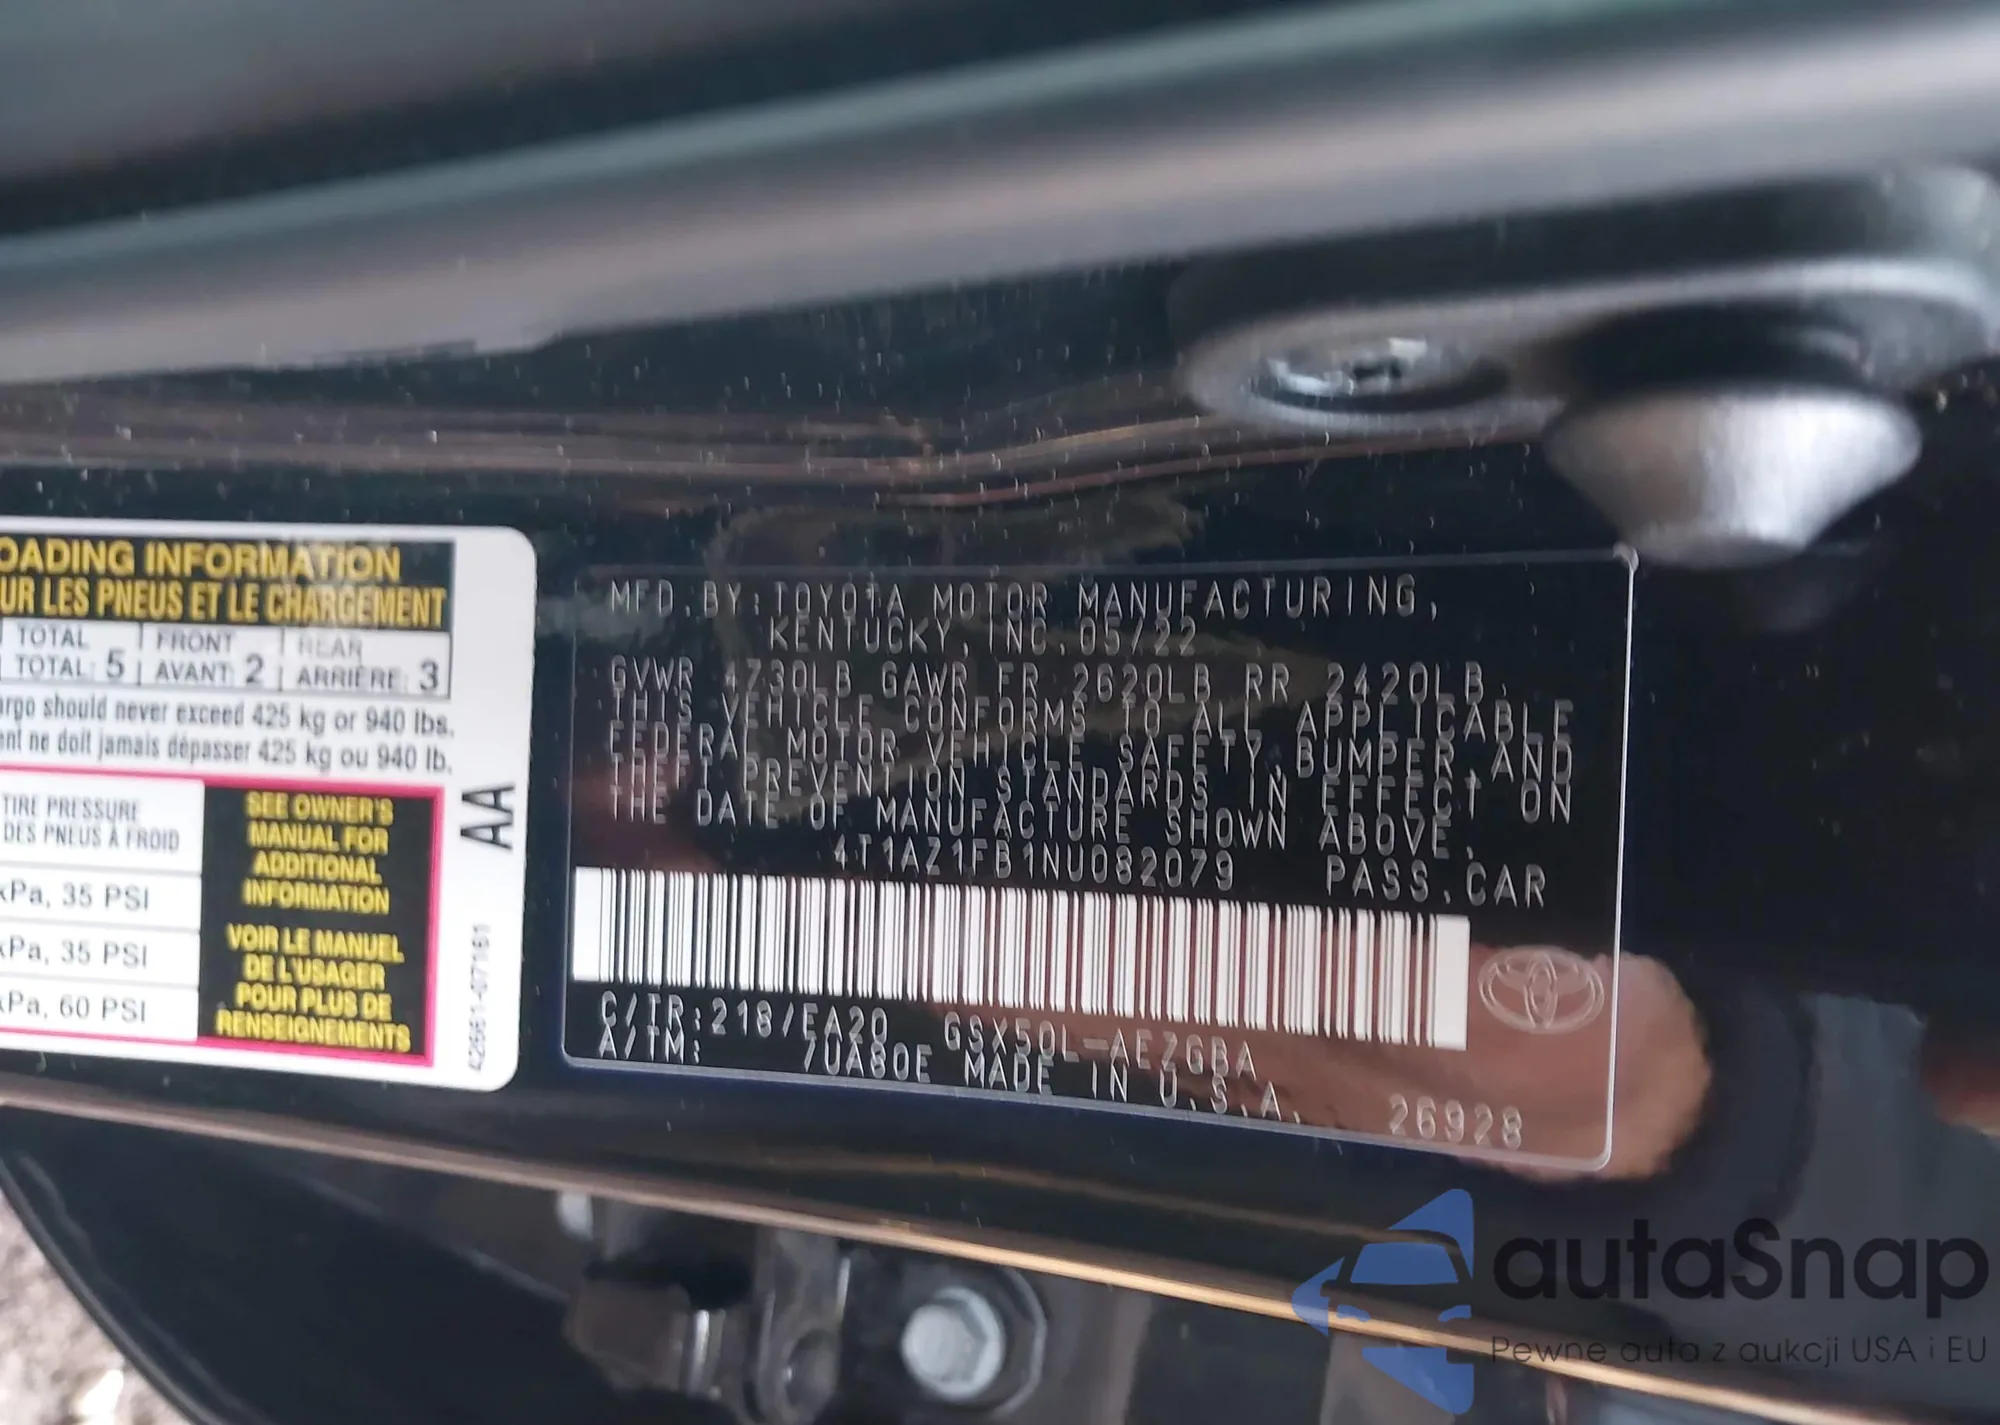 OADING INFORMATION
UR LES PNEUS ET LE CHARGEMENT
TOTAL FRONT REAR
TOTAL: 5 AVANT: 2 ARRIÈRE: 3
argo should never exceed 425 kg or 940 lbs.
ent ne doit jamais dépasser 425 kg ou 940 lb.
TIRE PRESSURE
DES PNEUS À FROID
kPa, 35 PSI
kPa, 35 PSI
kPa, 60 PSI
SEE OWNER'S
MANUAL FOR
ADDITIONAL
INFORMATION
VOIR LE MANUEL
DE L'USAGER
POUR PLUS DE
RENSEIGNEMENTS
AA
42661-07161
MFD.BY:TOYOTA MOTOR MANUFACTURING,
KENTUCKY,INC.05/22
GVWR 4730LB GAWR FR 2620LB RR 2420LB.
THIS VEHICLE CONFORMS TO ALL APPLICABLE
FEDERAL MOTOR VEHICLE SAFETY,BUMPER,AND
THEFT PREVENTION STANDARDS IN EFFECT ON
THE DATE OF MANUFACTURE SHOWN ABOVE.
4T1AZ1FB1NU082079 PASS.CAR
C/TR:218/EA20 GSX50L-AEZGBA
A/TM: /UA80E MADE IN U.S.A.
26928
autaSnap
Pewne auta z aukcji USA i EU